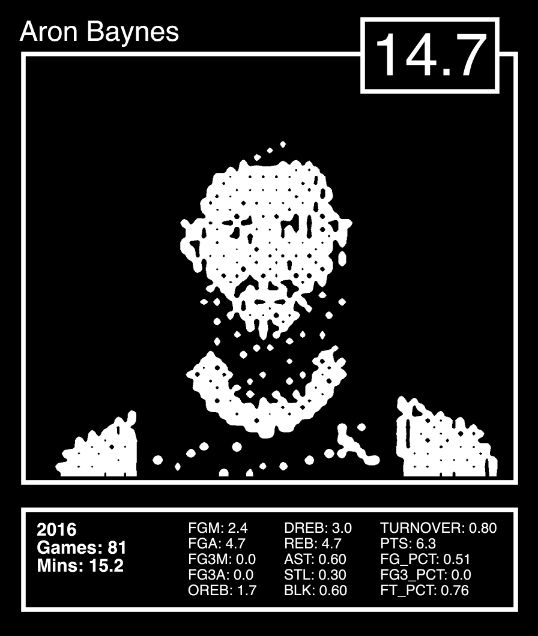 Aron Baynes
14.7
2016
Games: 81
Mins: 15.2
FGM: 2.4
FGA: 4.7
FG3M: 0.0
FG3A: 0.0
OREB: 1.7
DREB: 3.0
REB: 4.7
AST: 0.60
STL: 0.30
BLK: 0.60
TURNOVER: 0.80
PTS: 6.3
FG_PCT: 0.51
FG3_PCT: 0.0
FT_PCT: 0.76